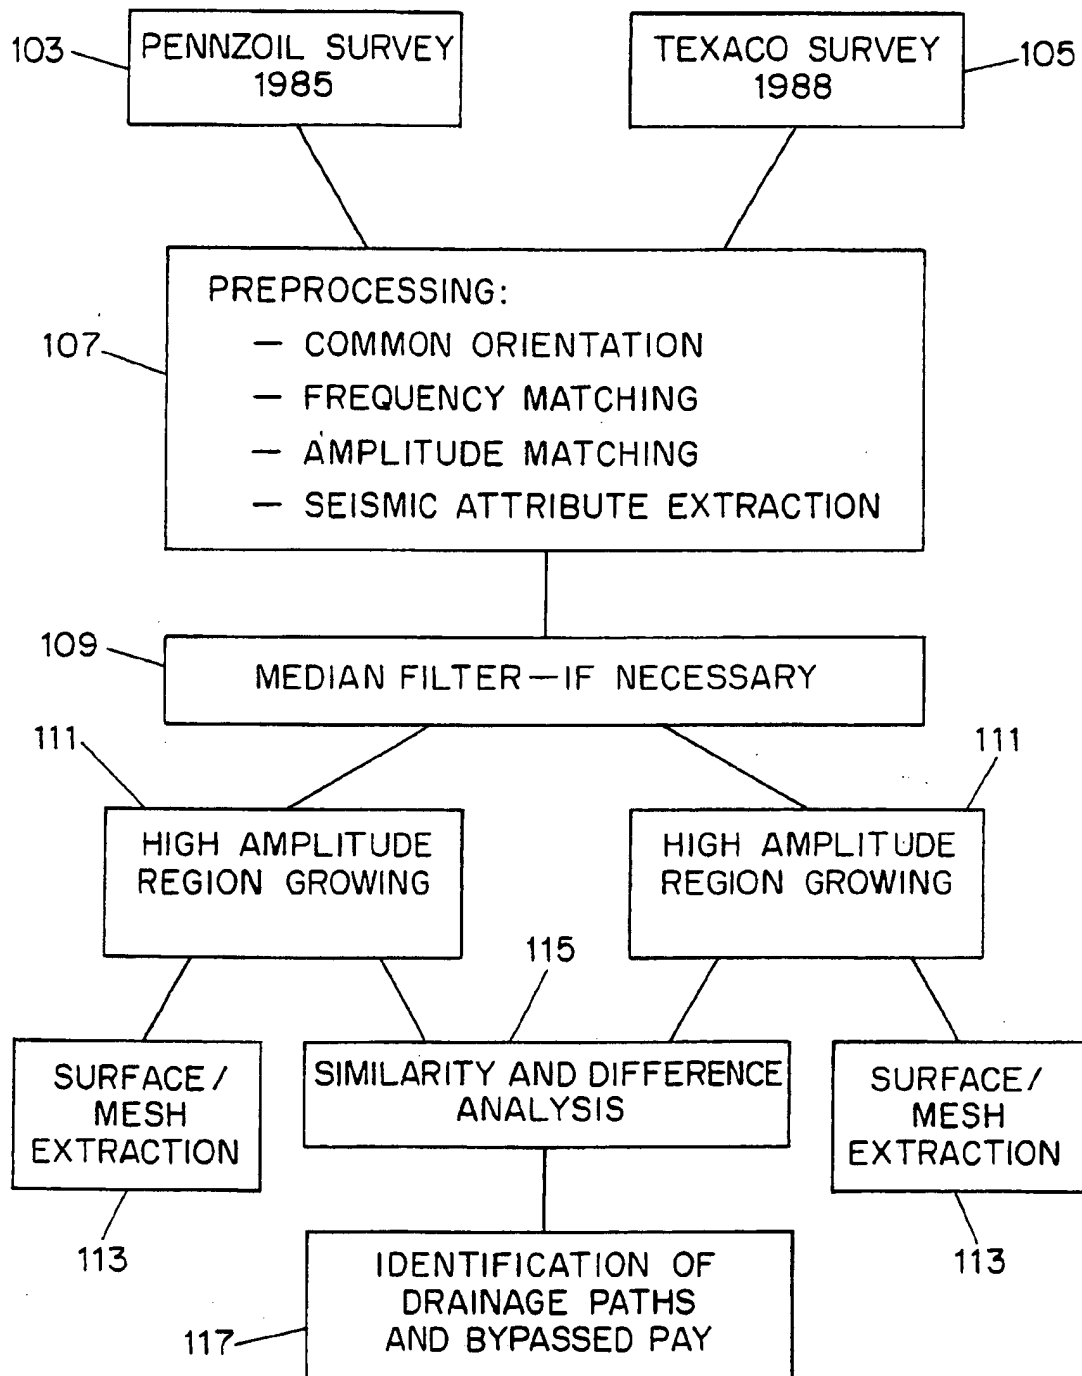 103
PENNZOIL SURVEY
1985
TEXACO SURVEY
1988
105
107
PREPROCESSING:
— COMMON ORIENTATION
— FREQUENCY MATCHING
— AMPLITUDE MATCHING
— SEISMIC ATTRIBUTE EXTRACTION
109
MEDIAN FILTER—IF NECESSARY
111
HIGH AMPLITUDE
REGION GROWING
111
HIGH AMPLITUDE
REGION GROWING
115
SURFACE/
MESH
EXTRACTION
113
SIMILARITY AND DIFFERENCE
ANALYSIS
SURFACE/
MESH
EXTRACTION
113
117
IDENTIFICATION OF
DRAINAGE PATHS
AND BYPASSED PAY